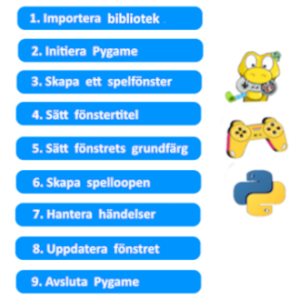 1. Importera bibliotek
2. Initiera Pygame
3. Skapa ett spelfönster
4. Sätt fönstertitel
5. Sätt fönstrets grundfärg
6. Skapa spelloopen
7. Hantera händelser
8. Uppdatera fönstret
9. Avsluta Pygame